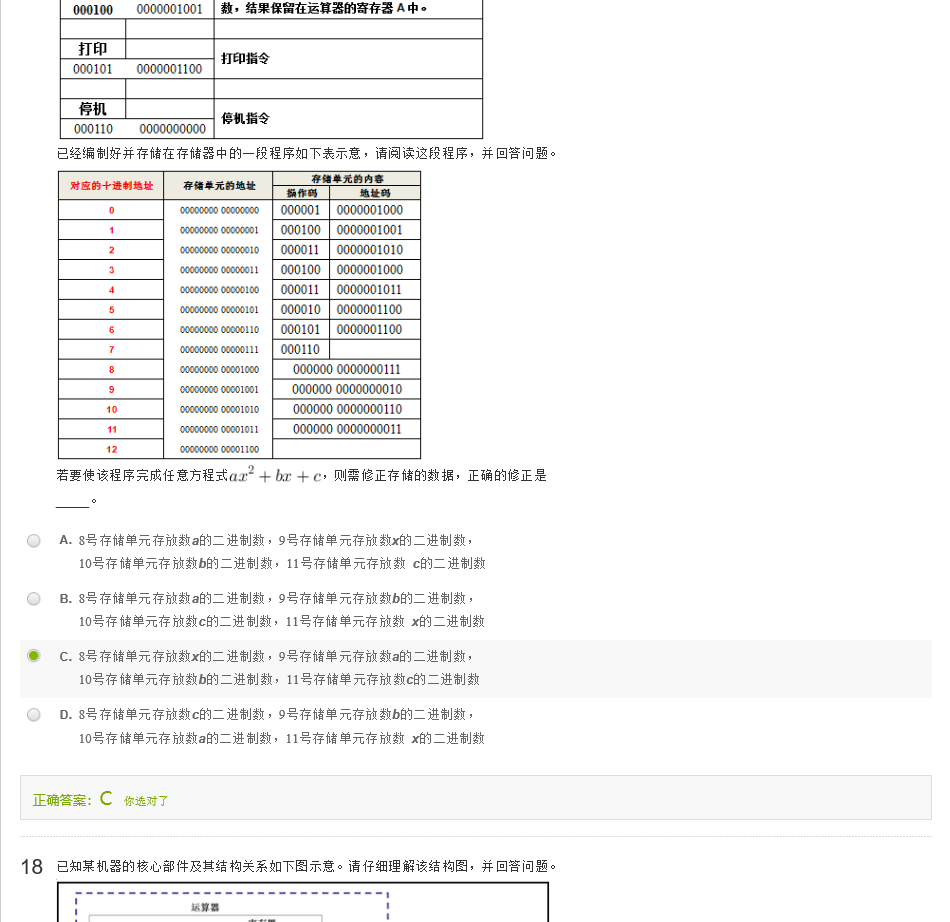 000100 0000001001 数，结果保留在运算器的寄存器 A 中。
打印
000101 0000001100 打印指令
停机
000110 0000000000 停机指令
已经编制好并存储在存储器中的一段程序如下表示意，请阅读这段程序，并回答问题。
对应的十进制地址 存储单元的地址 存储单元的内容
操作码 地址码
0 00000000 00000000 000001 0000001000
1 00000000 00000001 000100 0000001001
2 00000000 00000010 000011 0000001010
3 00000000 00000011 000100 0000001000
4 00000000 00000100 000011 0000001011
5 00000000 00000101 000010 0000001100
6 00000000 00000110 000101 0000001100
7 00000000 00000111 000110
8 00000000 00001000 000000 0000000111
9 00000000 00001001 000000 0000000010
10 00000000 00001010 000000 0000000110
11 00000000 00001011 000000 0000000011
12 00000000 00001100
若要使该程序完成任意方程式ax²+bx+c，则需修正存储的数据，正确的修正是
____。
A. 8号存储单元存放数a的二进制数，9号存储单元存放数x的二进制数，
10号存储单元存放数b的二进制数，11号存储单元存放数 c的二进制数
B. 8号存储单元存放数a的二进制数，9号存储单元存放数b的二进制数，
10号存储单元存放数c的二进制数，11号存储单元存放数 x的二进制数
C. 8号存储单元存放数x的二进制数，9号存储单元存放数a的二进制数，
10号存储单元存放数b的二进制数，11号存储单元存放数c的二进制数
D. 8号存储单元存放数c的二进制数，9号存储单元存放数b的二进制数，
10号存储单元存放数a的二进制数，11号存储单元存放数 x的二进制数
正确答案：C 你选对了
18 已知某机器的核心部件及其结构关系如下图示意。请仔细理解该结构图，并回答问题。
运算器